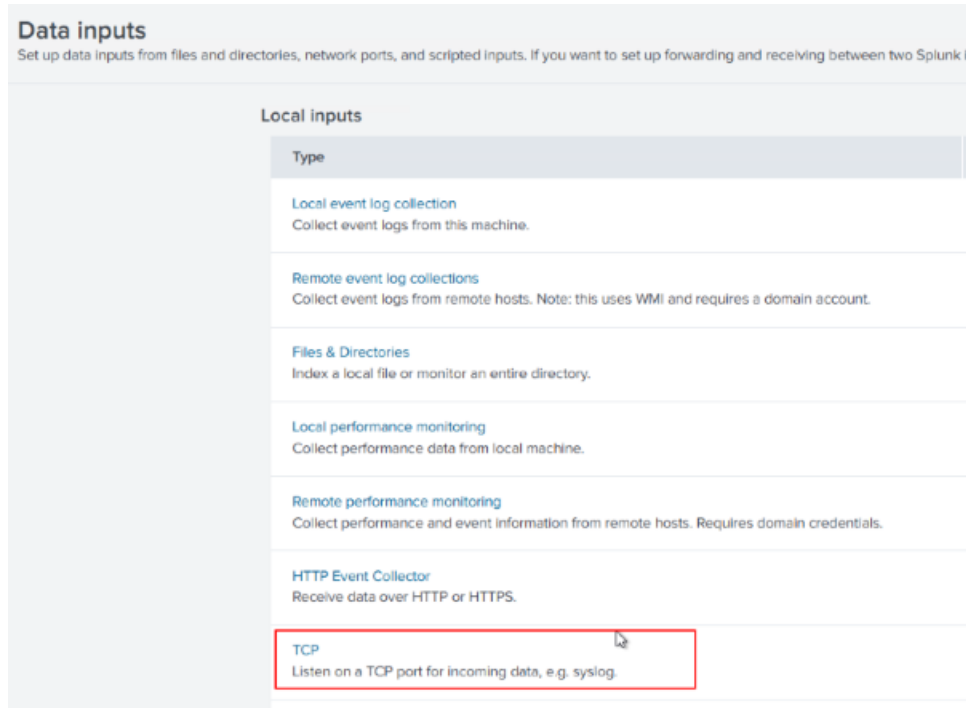 Data inputs
Set up data inputs from files and directories, network ports, and scripted inputs. If you want to set up forwarding and receiving between two Splunk
Local inputs
Type
Local event log collection
Collect event logs from this machine.
Remote event log collections
Collect event logs from remote hosts. Note: this uses WMI and requires a domain account.
Files & Directories
Index a local file or monitor an entire directory.
Local performance monitoring
Collect performance data from local machine.
Remote performance monitoring
Collect performance and event information from remote hosts. Requires domain credentials.
HTTP Event Collector
Receive data over HTTP or HTTPS.
TCP
Listen on a TCP port for incoming data, e.g. syslog.